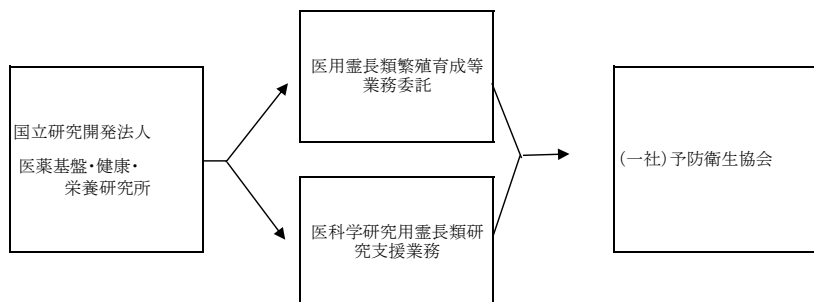 国立研究開発法人
医薬基盤・健康・
栄養研究所
医用霊長類繁殖育成等
業務委託
医科学研究用霊長類研
究支援業務
(一社)予防衛生協会